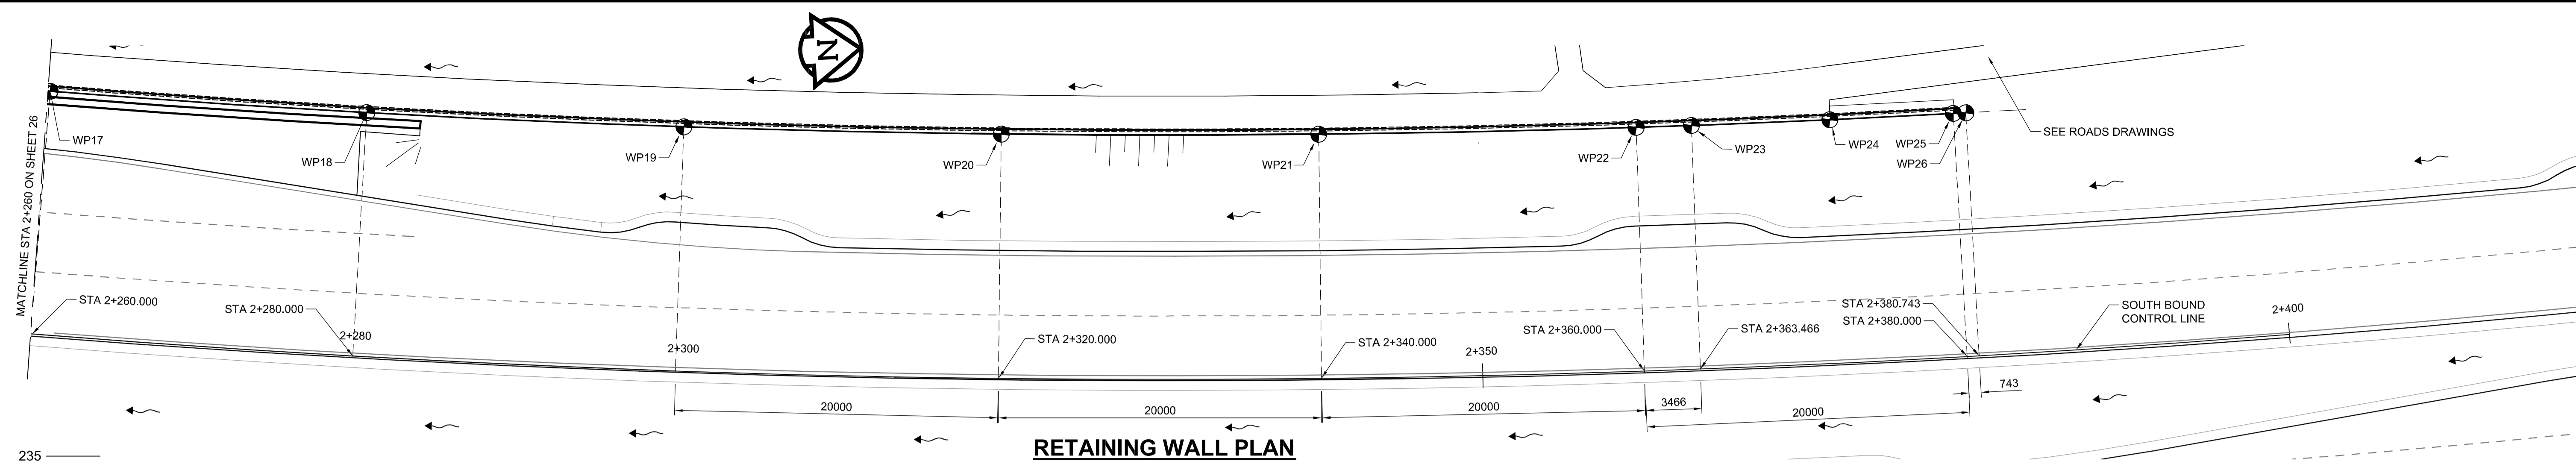 N
MATCHLINE STA 2+260 ON SHEET 26
WP17
WP18
WP19
WP20
WP21
WP22
WP23
WP24
WP25
WP26
SEE ROADS DRAWINGS
STA 2+260.000
STA 2+280.000
2+280
2+300
STA 2+320.000
STA 2+340.000
2+350
STA 2+360.000
STA 2+363.466
STA 2+380.743
STA 2+380.000
SOUTH BOUND
CONTROL LINE
2+400
20000
20000
20000
3466
20000
743
RETAINING WALL PLAN
235